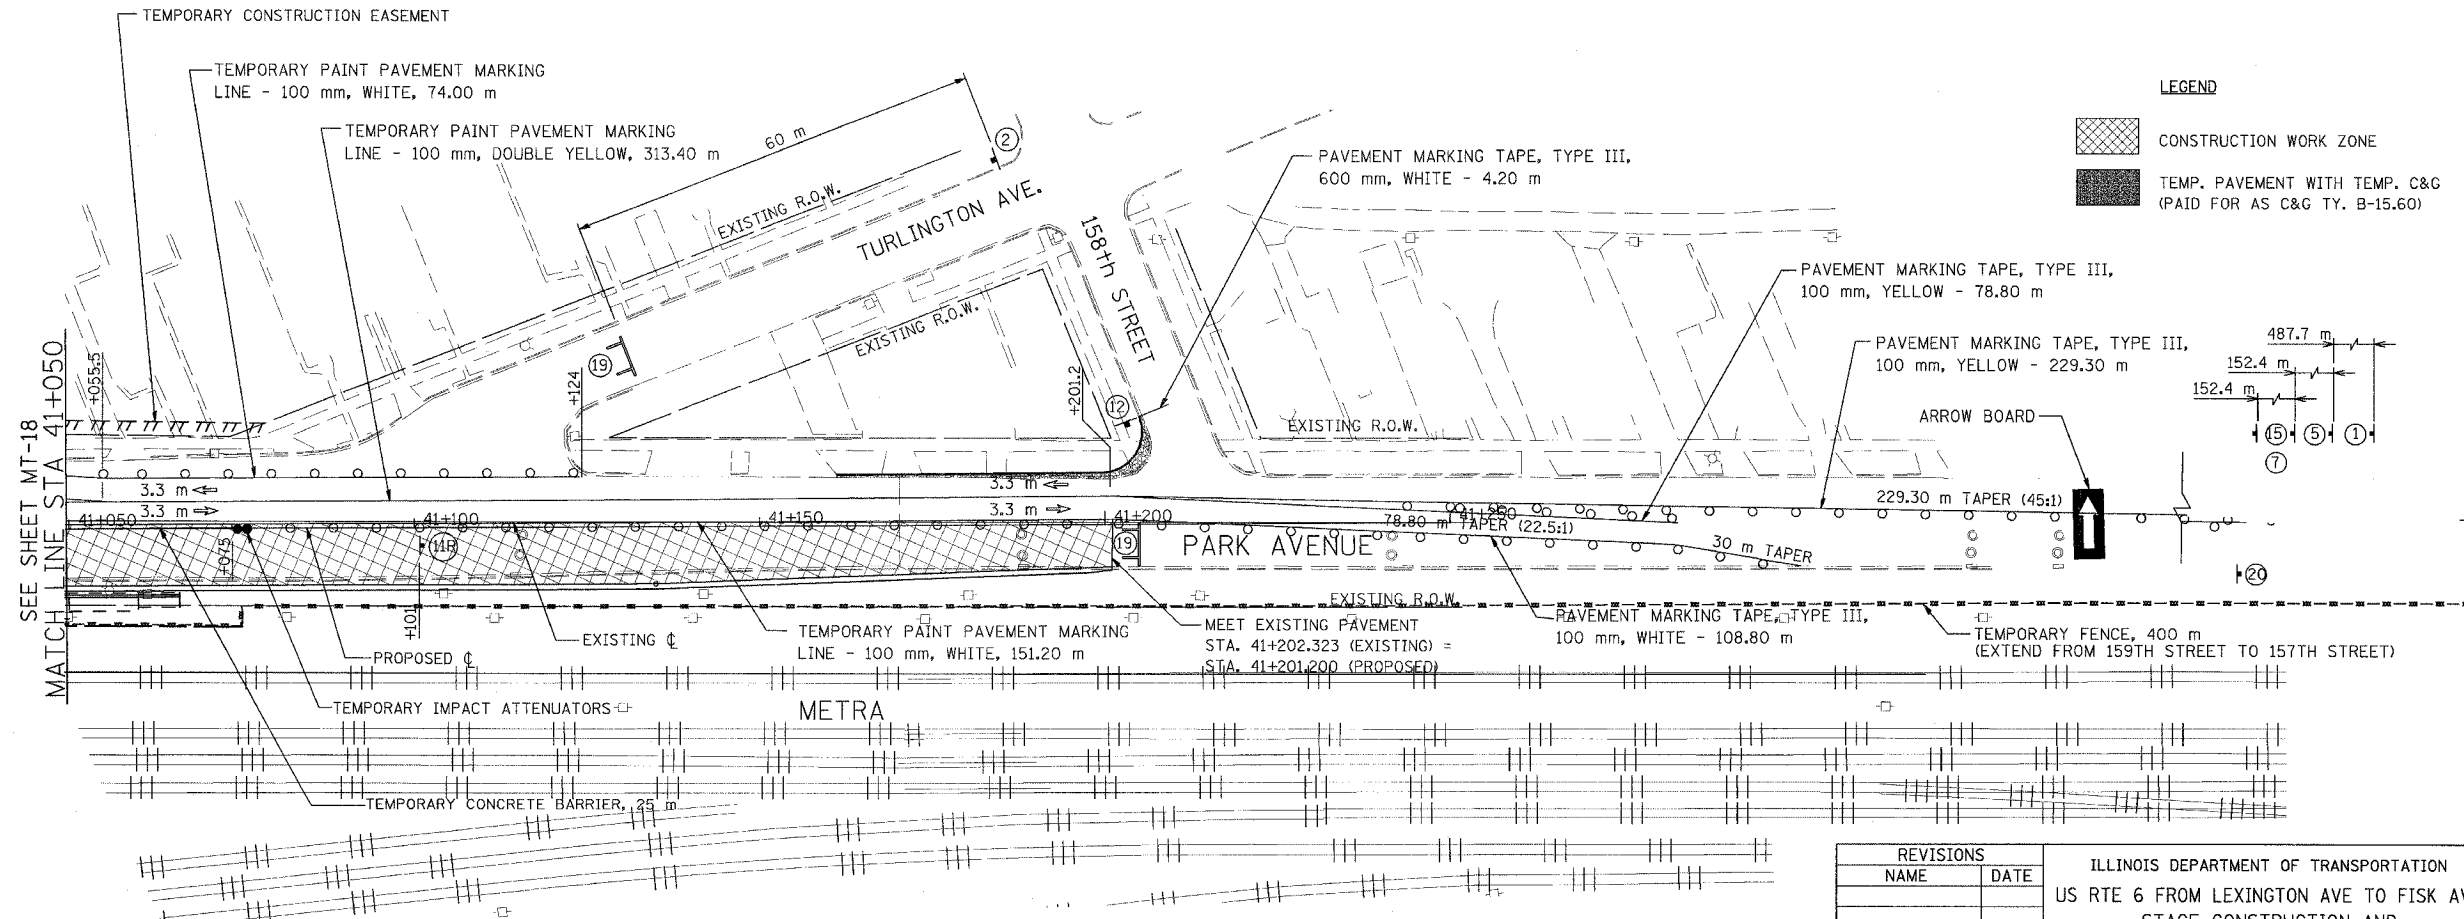 TEMPORARY CONSTRUCTION EASEMENT
TEMPORARY PAINT PAVEMENT MARKING
LINE - 100 mm, WHITE, 74.00 m
TEMPORARY PAINT PAVEMENT MARKING
LINE - 100 mm, DOUBLE YELLOW, 313.40 m
60 m
2
EXISTING R.O.W.
TURLINGTON AVE.
EXISTING R.O.W.
158th STREET
PAVEMENT MARKING TAPE, TYPE III,
600 mm, WHITE - 4.20 m
LEGEND
CONSTRUCTION WORK ZONE
TEMP. PAVEMENT WITH TEMP. C&G
(PAID FOR AS C&G TY. B-15.60)
PAVEMENT MARKING TAPE, TYPE III,
100 mm, YELLOW - 78.80 m
PAVEMENT MARKING TAPE, TYPE III,
100 mm, YELLOW - 229.30 m
ARROW BOARD
487.7 m
152.4 m
152.4 m
15
5
1
7
SEE SHEET MT-18
MATCH LINE STA 41+050
+055.5
19
+124
+201.2
12
EXISTING R.O.W.
3.3 m
3.3 m
3.3 m
3.3 m
229.30 m TAPER (45:1)
41+050
41+100
41+150
41+200
41+250
78.80 m TAPER (22.5:1)
+075
11R
+101
19
PARK AVENUE
30 m TAPER
20
EXISTING R.O.W.
PROPOSED ℄
EXISTING ℄
TEMPORARY PAINT PAVEMENT MARKING
LINE - 100 mm, WHITE, 151.20 m
MEET EXISTING PAVEMENT
STA. 41+202.323 (EXISTING) =
STA. 41+201.200 (PROPOSED)
PAVEMENT MARKING TAPE, TYPE III,
100 mm, WHITE - 108.80 m
TEMPORARY FENCE, 400 m
(EXTEND FROM 159TH STREET TO 157TH STREET)
TEMPORARY IMPACT ATTENUATORS
METRA
TEMPORARY CONCRETE BARRIER, 25 m
REVISIONS
NAME
DATE
ILLINOIS DEPARTMENT OF TRANSPORTATION
US RTE 6 FROM LEXINGTON AVE TO FISK AV
STAGE CONSTRUCTION AND